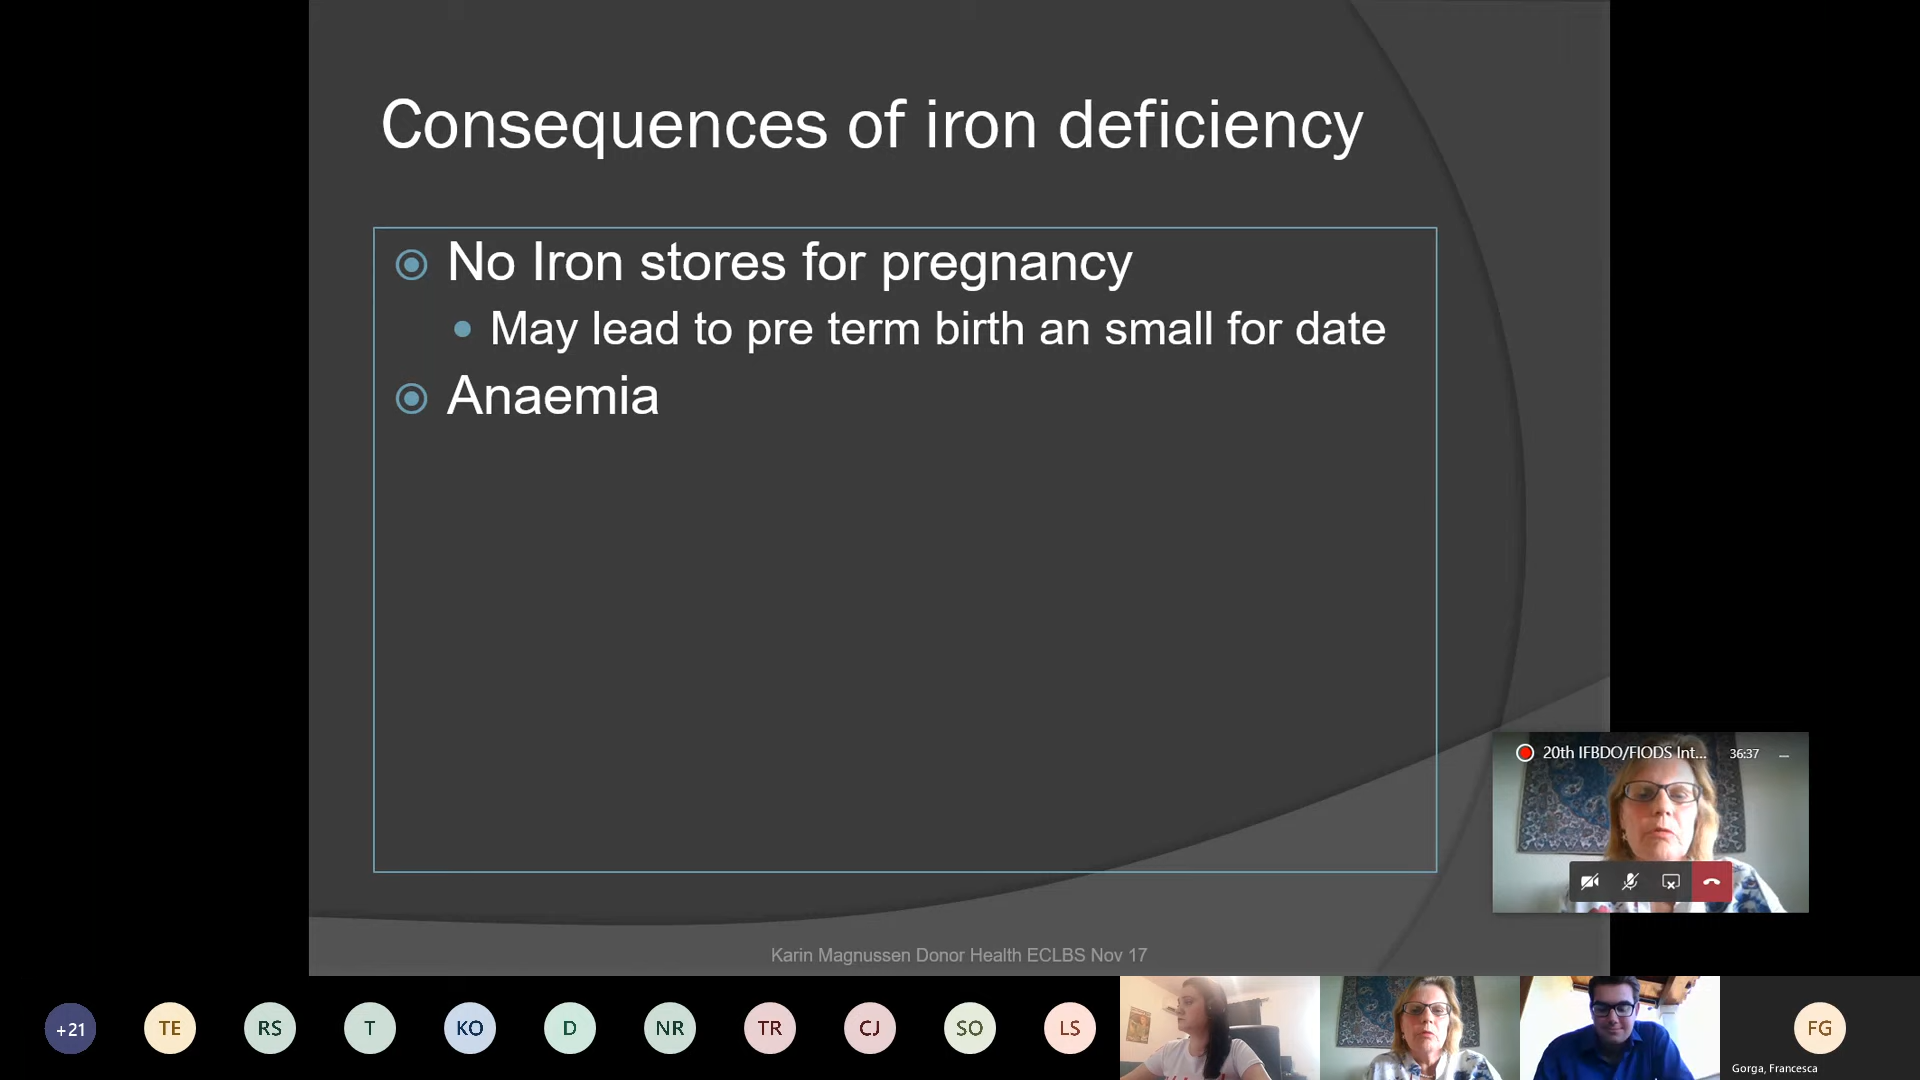 Consequences of iron deficiency
No Iron stores for pregnancy
May lead to pre term birth an small for date
Anaemia
20th IFBDO/FIODS Int... 36:37
Karin Magnussen Donor Health ECLBS Nov 17
+21 TE RS T KO D NR TR CJ SO LS FG
Gorga, Francesca